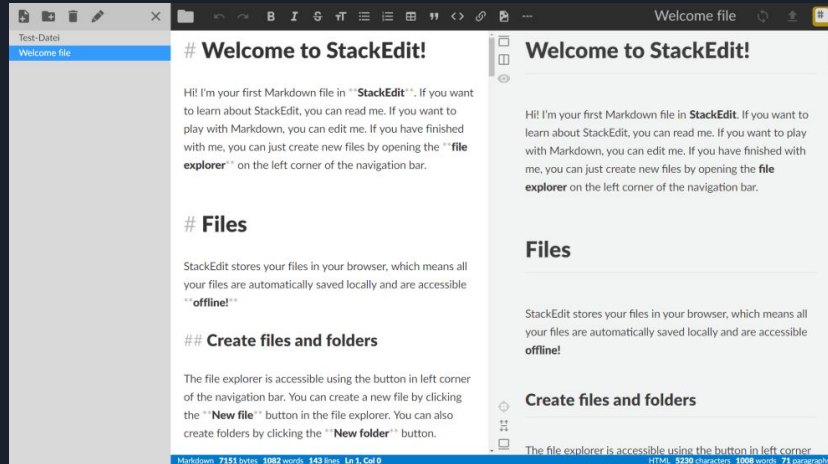 Welcome file
Test-Datei
Welcome file
# Welcome to StackEdit!
Hi! I'm your first Markdown file in **StackEdit**. If you want
to learn about StackEdit, you can read me. If you want to
play with Markdown, you can edit me. If you have finished
with me, you can just create new files by opening the **file
explorer** on the left corner of the navigation bar.
# Files
StackEdit stores your files in your browser, which means all
your files are automatically saved locally and are accessible
**offline!**
## Create files and folders
The file explorer is accessible using the button in left corner
of the navigation bar. You can create a new file by clicking
the **New file** button in the file explorer. You can also
create folders by clicking the **New folder** button.
Welcome to StackEdit!
Hi! I'm your first Markdown file in StackEdit. If you want to
learn about StackEdit, you can read me. If you want to play
with Markdown, you can edit me. If you have finished with
me, you can just create new files by opening the file
explorer on the left corner of the navigation bar.
Files
StackEdit stores your files in your browser, which means all
your files are automatically saved locally and are accessible
offline!
Create files and folders
The file explorer is accessible using the button in left corner
Markdown 7151 bytes 1082 words 143 lines Ln 1, Col 0
HTML 5230 characters 1008 words 71 paragraphs